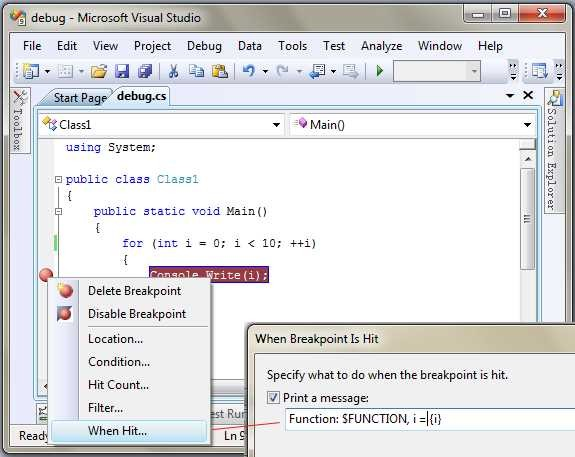 debug - Microsoft Visual Studio
File Edit View Project Debug Data Tools Test Analyze Window Help
Toolbox
Start Page debug.cs
Solution Explorer
Class1 Main()
using System;
public class Class1
{
public static void Main()
{
for (int i = 0; i < 10; ++i)
{
Console.Write(i);
Delete Breakpoint
Disable Breakpoint
Location...
Condition...
Hit Count...
Filter...
When Hit...
When Breakpoint Is Hit
Specify what to do when the breakpoint is hit.
Print a message:
Function: $FUNCTION, i ={i}
est Run
Ready
Ln 9